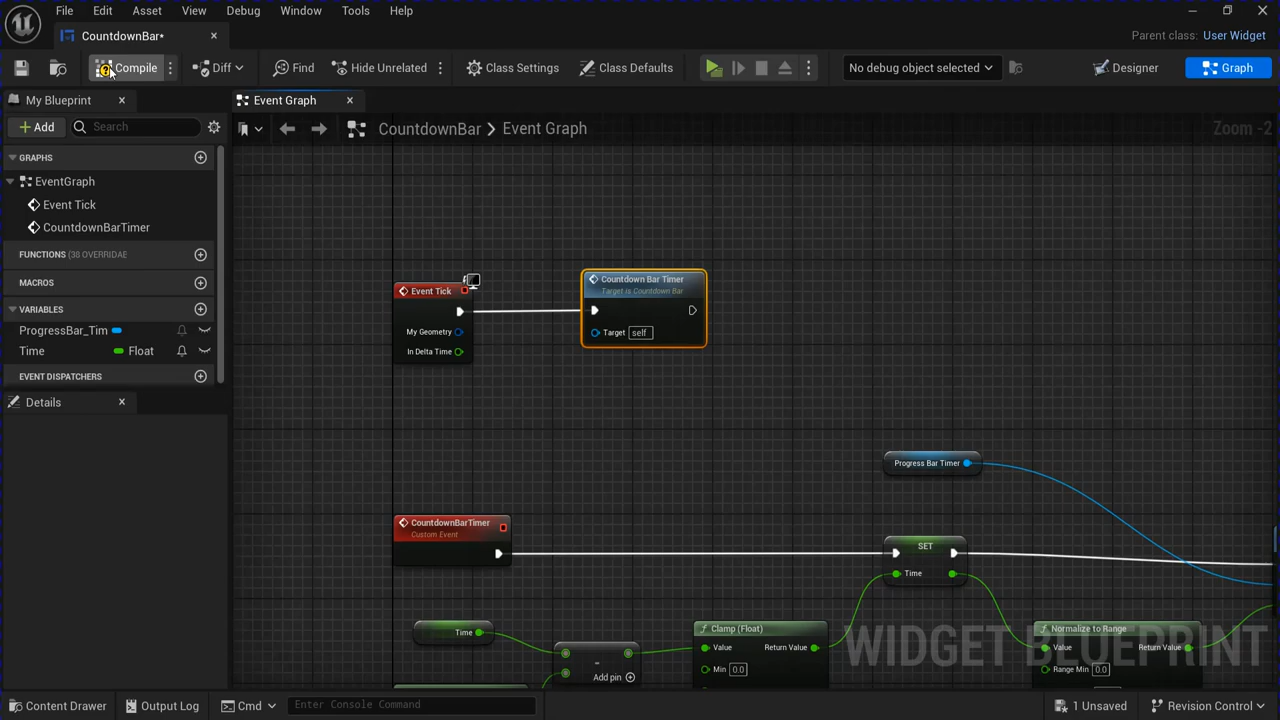 File Edit Asset View Debug Window Tools Help
CountdownBar*
Parent class: User Widget
Compile Diff Find Hide Unrelated Class Settings Class Defaults No debug object selected Designer Graph
My Blueprint
Event Graph
Add Search
CountdownBar > Event Graph
Zoom -2
GRAPHS
EventGraph
Event Tick
CountdownBarTimer
FUNCTIONS (38 OVERRIDAE
MACROS
VARIABLES
ProgressBar_Tim
Time Float
EVENT DISPATCHERS
Details
Event Tick
My Geometry
In Delta Time
Countdown Bar Timer
Target is Countdown Bar
Target self
Progress Bar Timer
CountdownBarTimer
Custom Event
SET
Time
Time
-
Add pin
Clamp (Float)
Value Return Value
Min 0.0
Normalize to Range
Value Return Value
Range Min 0.0
WIDGET BLUEPRINT
Content Drawer Output Log Cmd Enter Console Command 1 Unsaved Revision Control